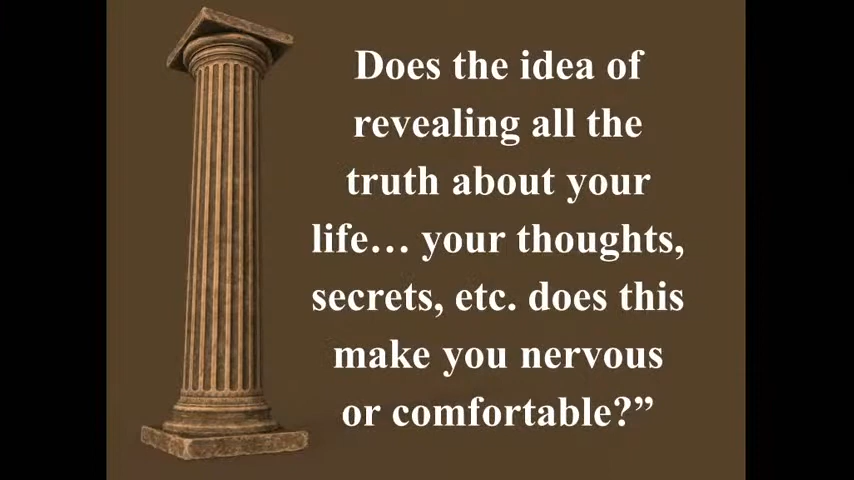 Does the idea of
revealing all the
truth about your
life… your thoughts,
secrets, etc. does this
make you nervous
or comfortable?”